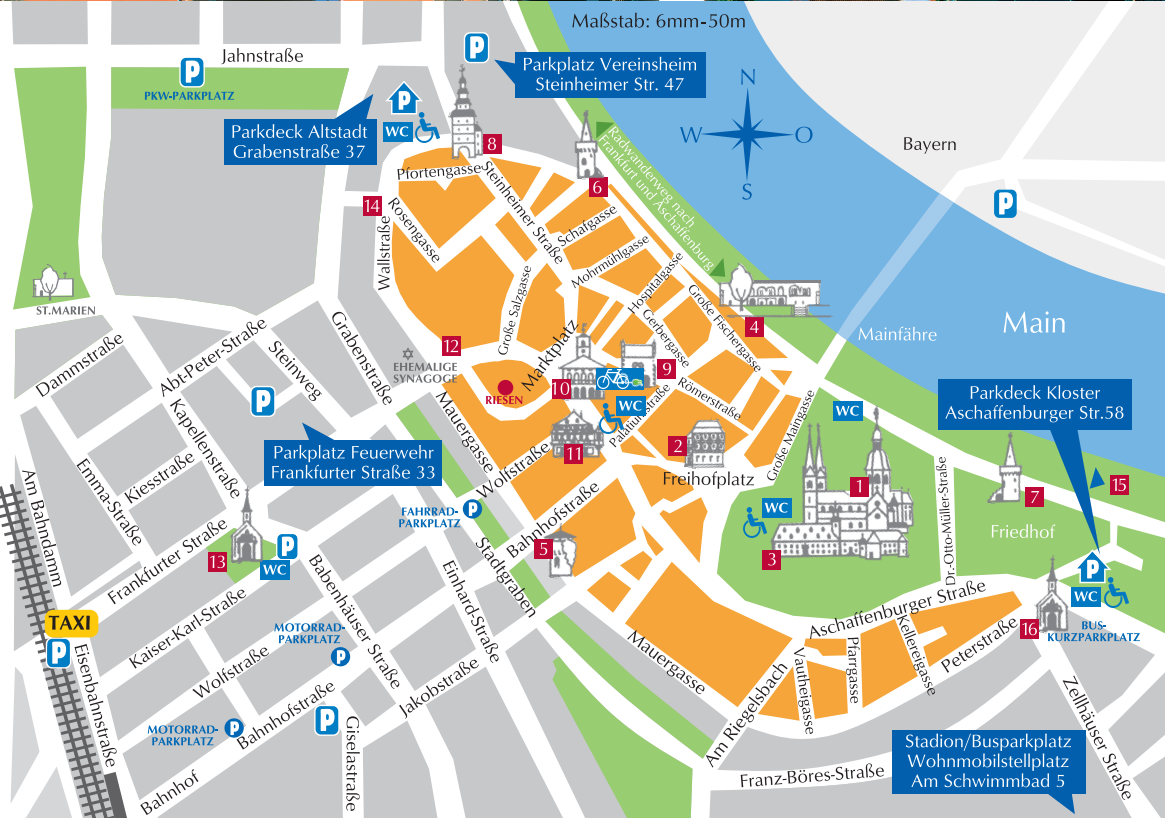 Maßstab: 6mm-50m
Jahnstraße
P
P
PKW-PARKPLATZ
Parkplatz Vereinsheim
Steinheimer Str. 47
N
W
O
S
P
WC
Parkdeck Altstadt
Grabenstraße 37
8
Radwanderweg nach
Frankfurt und Aschaffenburg
Bayern
P
Pfortengasse
Steinheimer Straße
6
14
Rosengasse
Wallstraße
Schafgasse
Mohrmühlgasse
Hospitalgasse
Große Salzgasse
Große Fischergasse
Gerbergasse
ST.MARIEN
4
Mainfähre
Main
Dammstraße
Abt-Peter-Straße
Steinweg
Grabenstraße
12
EHEMALIGE
SYNAGOGE
Marktplatz
RIESEN
10
9
WC
Römerstraße
Palatiumstraße
Große Maingasse
WC
Parkdeck Kloster
Aschaffenburger Str.58
P
Kapellenstraße
Mauergasse
Parkplatz Feuerwehr
Frankfurter Straße 33
11
2
Freihofplatz
Wolfstraße
Emma-Straße
Kiesstraße
Am Bahndamm
FAHRRAD-
PARKPLATZ
P
Bahnhofstraße
5
1
WC
3
Dr.-Otto-Müller-Straße
7
15
Friedhof
Frankfurter Straße
13
P
WC
Stadtgraben
Einhard-Straße
Babenhäuser Straße
Kaiser-Karl-Straße
P
WC
BUS-
KURZPARKPLATZ
16
Aschaffenburger Straße
TAXI
P
MOTORRAD-
PARKPLATZ
P
Wolfstraße
Eisenbahnstraße
Mauergasse
Jakobstraße
Kellereigasse
Peterstraße
Pfarrgasse
Vautheigasse
Am Riegelsbach
Zellhäuser Straße
MOTORRAD-
PARKPLATZ
P
Bahnhofstraße
P
Giselastraße
Bahnhof
Franz-Böres-Straße
Stadion/Busparkplatz
Wohnmobilstellplatz
Am Schwimmbad 5